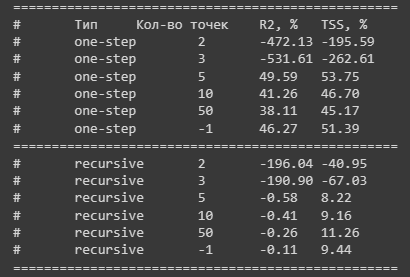 ==================================================
# Тип Кол-во точек R2, % TSS, %
# one-step 2 -472.13 -195.59
# one-step 3 -531.61 -262.61
# one-step 5 49.59 53.75
# one-step 10 41.26 46.70
# one-step 50 38.11 45.17
# one-step -1 46.27 51.39
==================================================
# recursive 2 -196.04 -40.95
# recursive 3 -190.90 -67.03
# recursive 5 -0.58 8.22
# recursive 10 -0.41 9.16
# recursive 50 -0.26 11.26
# recursive -1 -0.11 9.44
==================================================